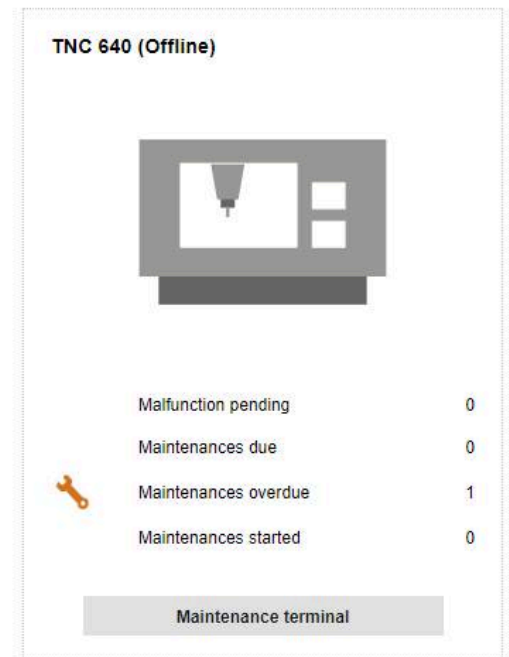 TNC 640 (Offline)
Malfunction pending 0
Maintenances due 0
Maintenances overdue 1
Maintenances started 0
Maintenance terminal